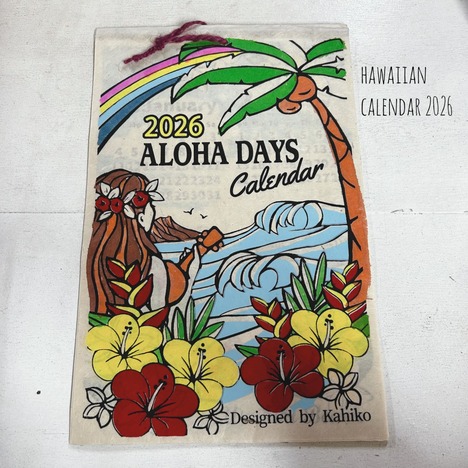 HAWAIIAN
CALENDAR 2026
2026
ALOHA DAYS
Calendar
Designed by Kahiko